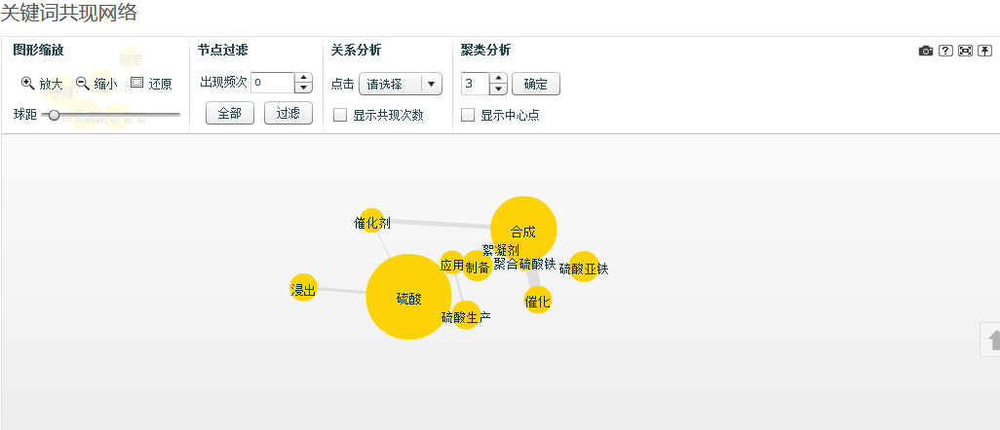 关键词共现网络
图形缩放
节点过滤
关系分析
聚类分析
测定
放大
缩小
还原
出现频次
0
点击
请选择
3
确定
球距
全部
过滤
显示共现次数
显示中心点
催化剂
合成
絮凝剂
应用
制备
聚合硫酸铁
硫酸亚铁
浸出
硫酸
催化
硫酸生产